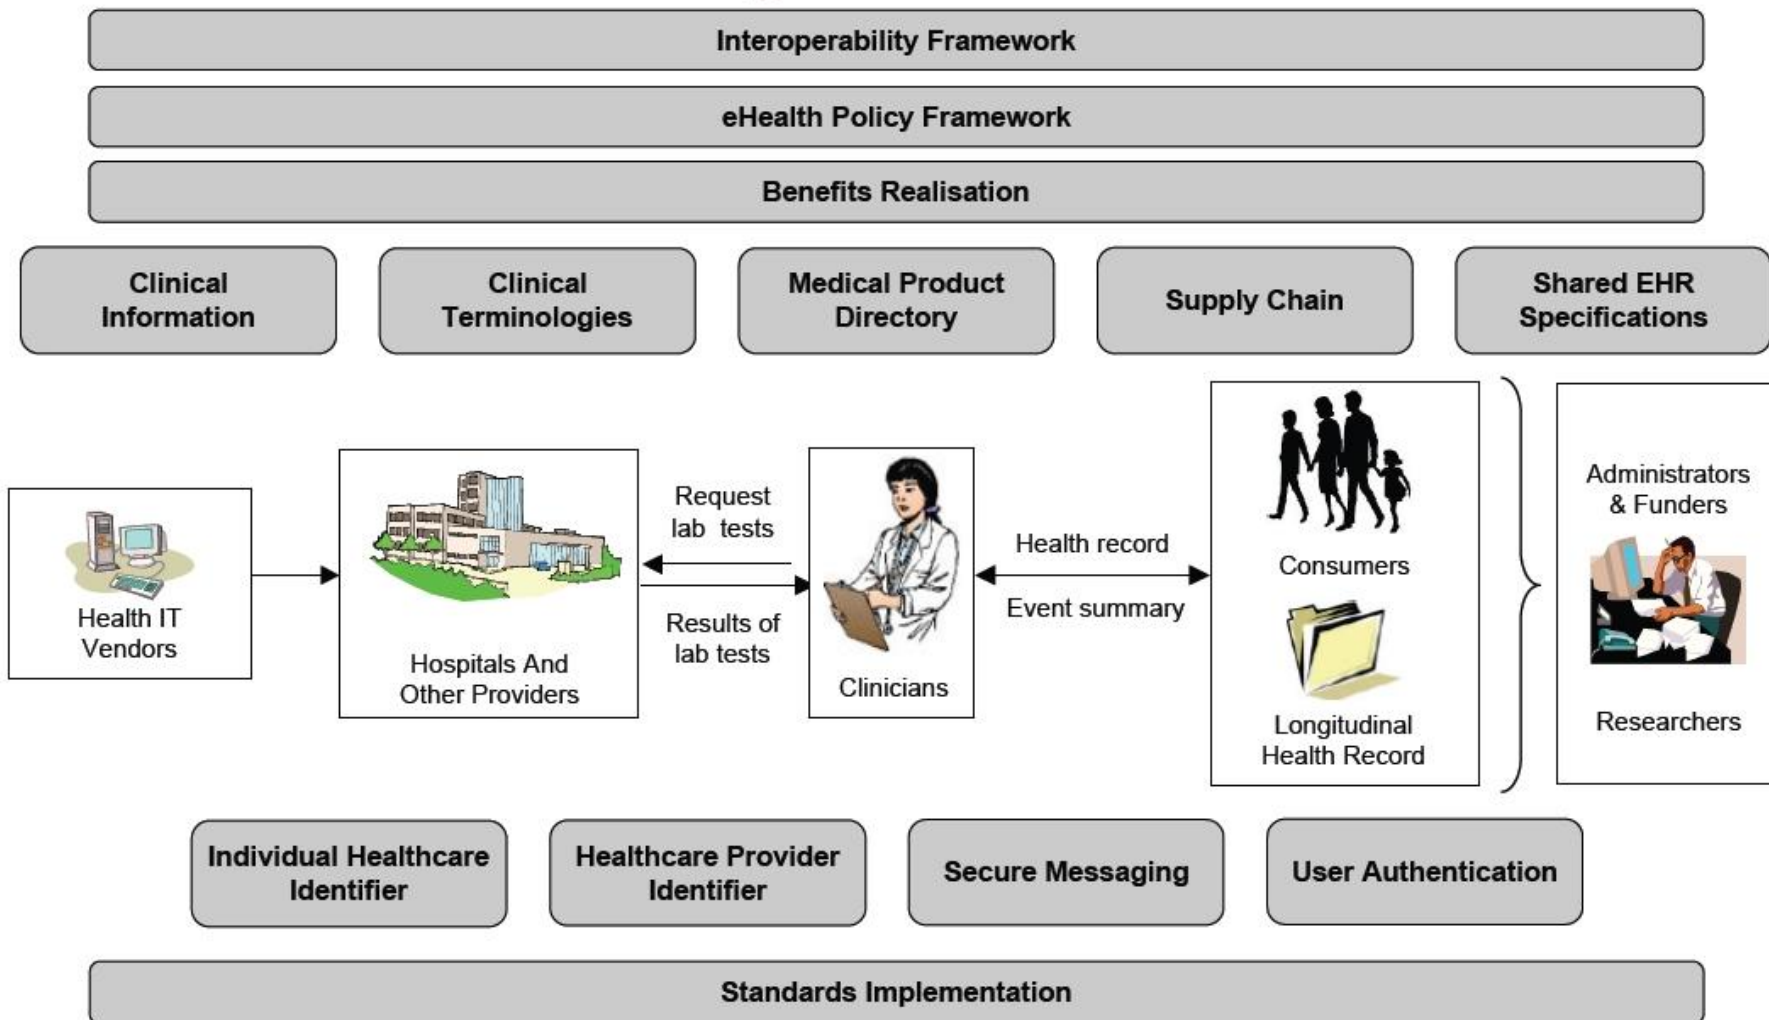 Interoperability Framework
eHealth Policy Framework
Benefits Realisation
Clinical
Information
Clinical
Terminologies
Medical Product
Directory
Supply Chain
Shared EHR
Specifications
Health IT
Vendors
Hospitals And
Other Providers
Request
lab tests
Results of
lab tests
Clinicians
Health record
Event summary
Consumers
Longitudinal
Health Record
Administrators
& Funders
Researchers
Individual Healthcare
Identifier
Healthcare Provider
Identifier
Secure Messaging
User Authentication
Standards Implementation